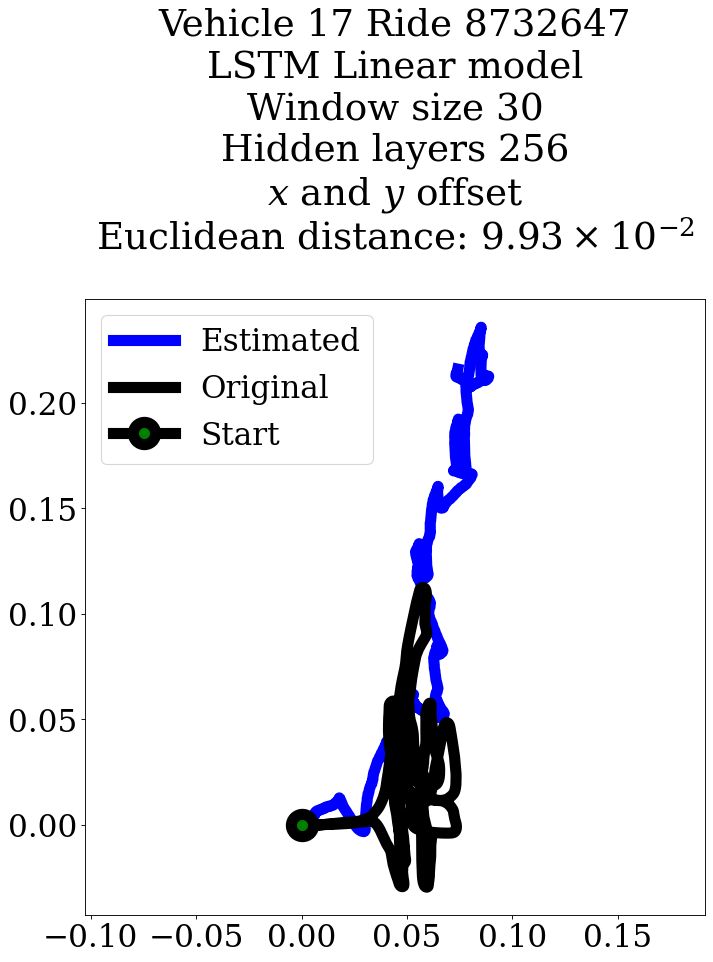 Vehicle 17 Ride 8732647
LSTM Linear model
Window size 30
Hidden layers 256
x and y offset
Euclidean distance: 9.93 × 10⁻²
Estimated
Original
Start
0.20
0.15
0.10
0.05
0.00
−0.10 −0.05 0.00 0.05 0.10 0.15